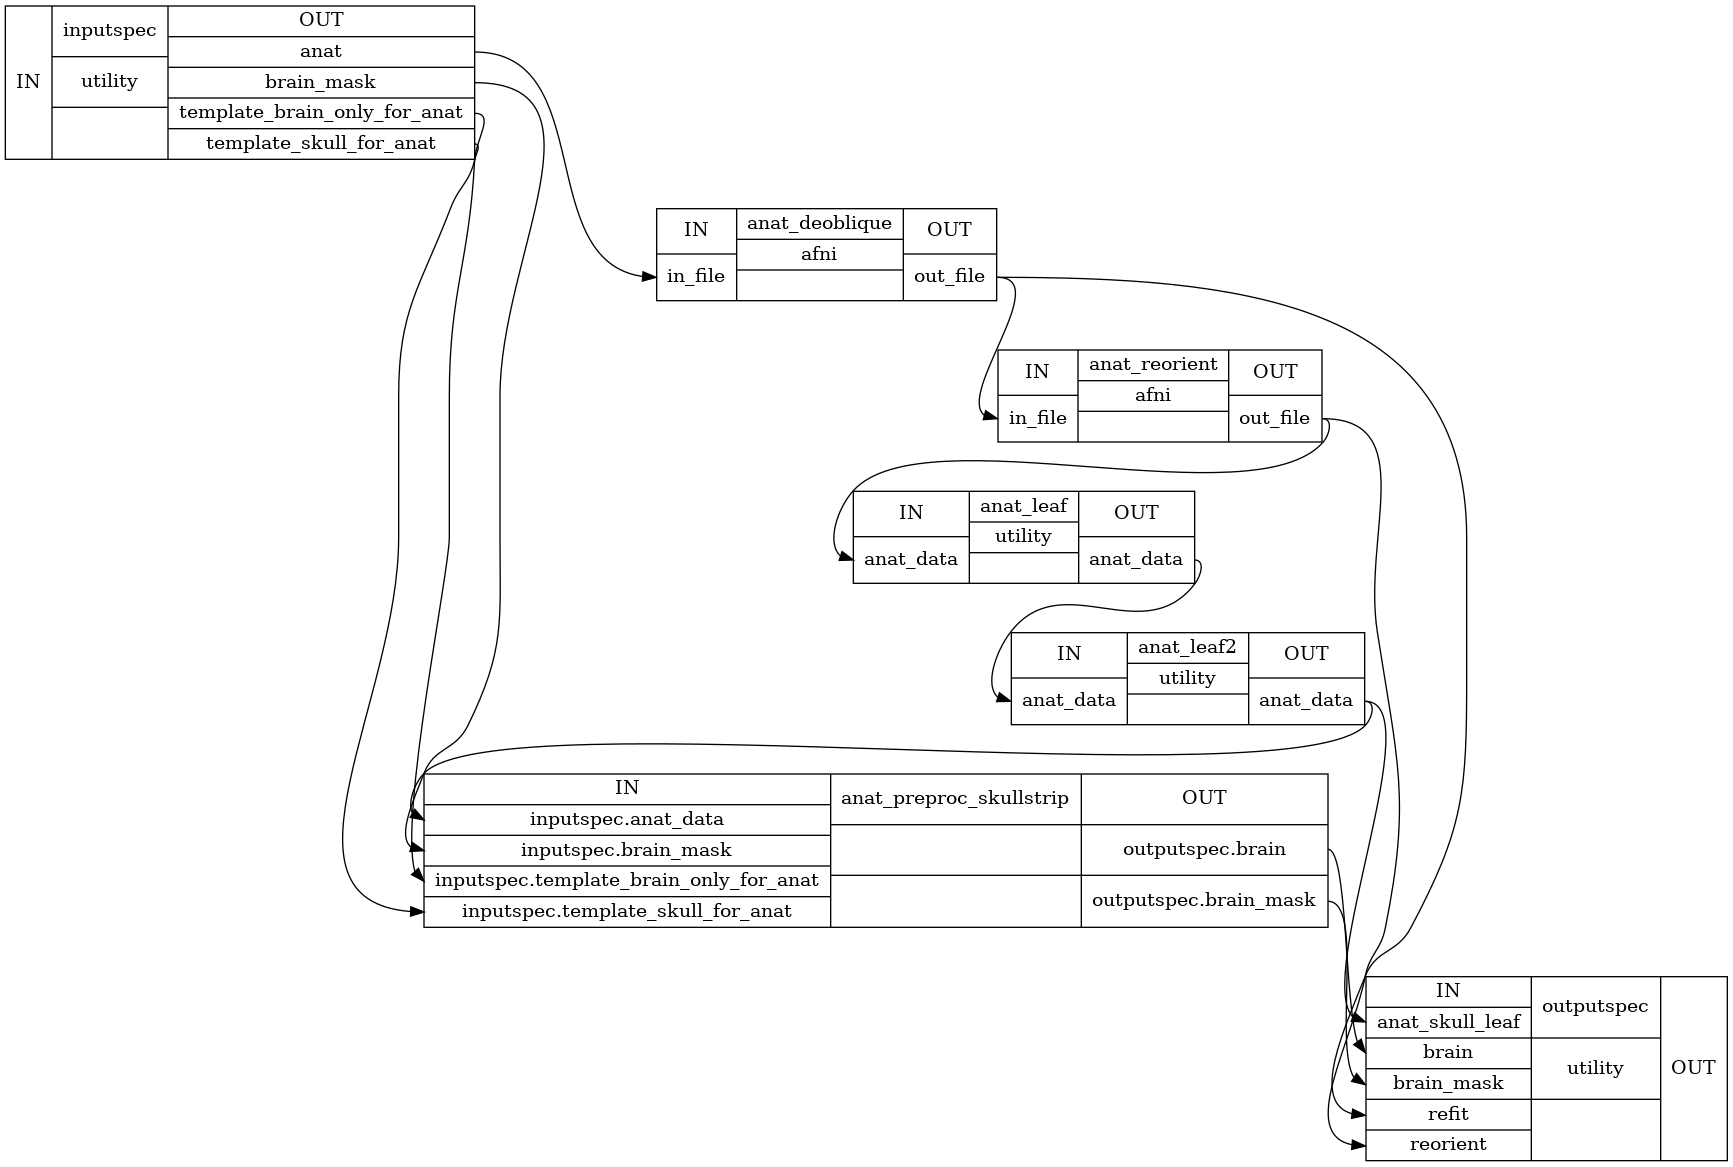 IN
inputspec
utility
OUT
anat
brain_mask
template_brain_only_for_anat
template_skull_for_anat
IN
in_file
anat_deoblique
afni
OUT
out_file
IN
in_file
anat_reorient
afni
OUT
out_file
IN
anat_data
anat_leaf
utility
OUT
anat_data
IN
anat_data
anat_leaf2
utility
OUT
anat_data
IN
inputspec.anat_data
inputspec.brain_mask
inputspec.template_brain_only_for_anat
inputspec.template_skull_for_anat
anat_preproc_skullstrip
OUT
outputspec.brain
outputspec.brain_mask
IN
anat_skull_leaf
brain
brain_mask
refit
reorient
outputspec
utility
OUT